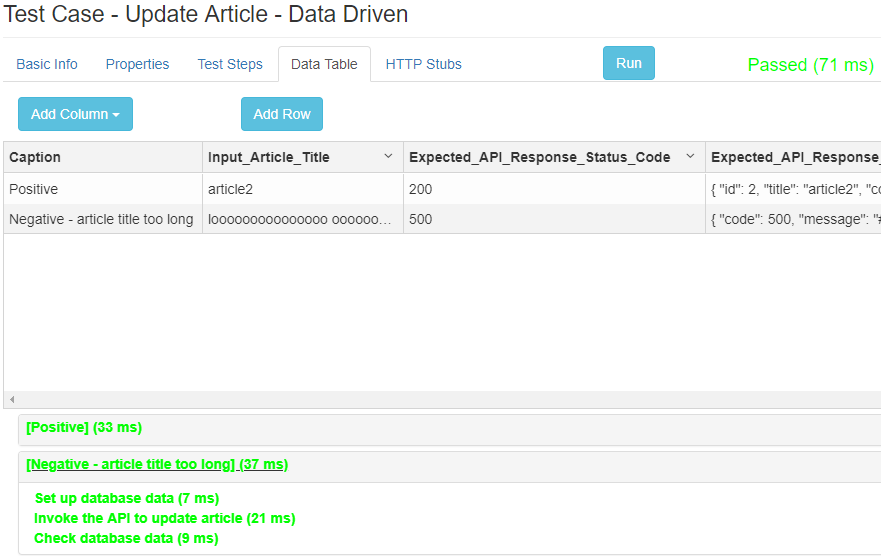 Test Case - Update Article - Data Driven
Basic Info Properties Test Steps Data Table HTTP Stubs Run Passed (71 ms)
Add Column Add Row
Caption Input_Article_Title Expected_API_Response_Status_Code Expected_API_Response_
Positive article2 200 { "id": 2, "title": "article2", "co
Negative - article title too long looooooooooooooo oooooo… 500 { "code": 500, "message": "#
[Positive] (33 ms)
[Negative - article title too long] (37 ms)
Set up database data (7 ms)
Invoke the API to update article (21 ms)
Check database data (9 ms)